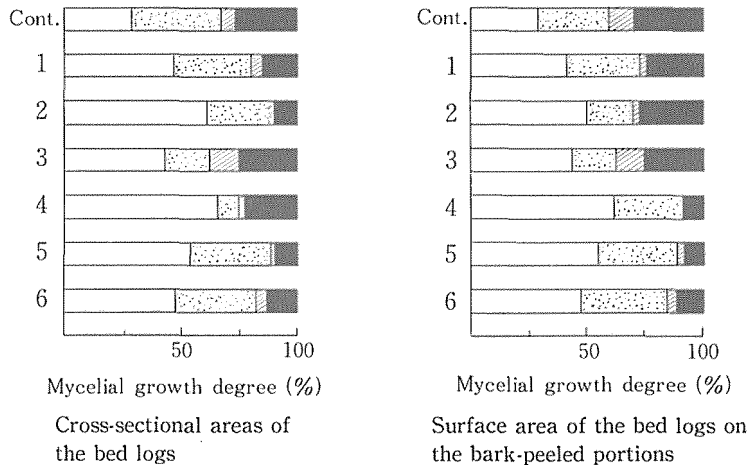 Cont.
1
2
3
4
5
6
50 100
Mycelial growth degree (%)
Cross-sectional areas of
the bed logs
Cont.
1
2
3
4
5
6
50 100
Mycelial growth degree (%)
Surface area of the bed logs on
the bark-peeled portions